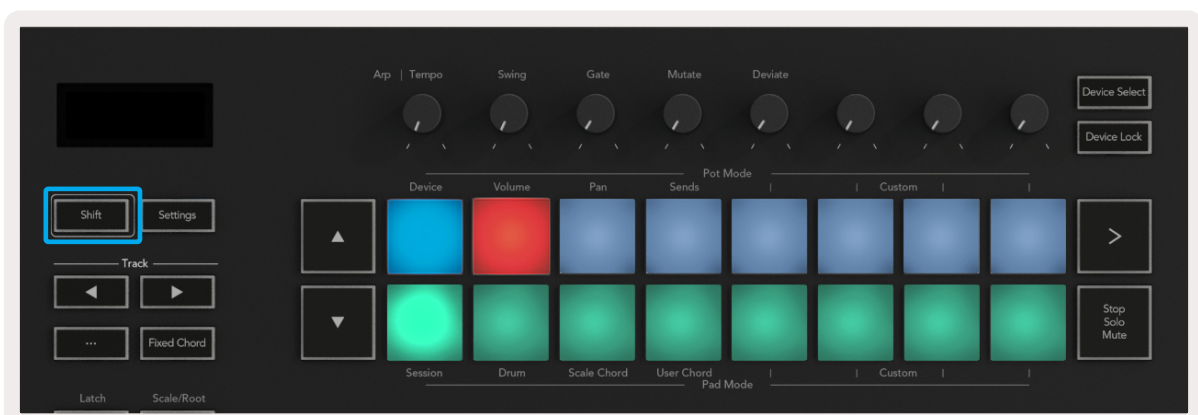 Arp | Tempo Swing Gate Mutate Deviate
Device Select
Device Lock
Pot Mode
Device Volume Pan Sends | | Custom | |
Shift Settings
Track
... Fixed Chord
Stop
Solo
Mute
Session Drum Scale Chord User Chord | | Custom | |
Pad Mode
Latch Scale/Root